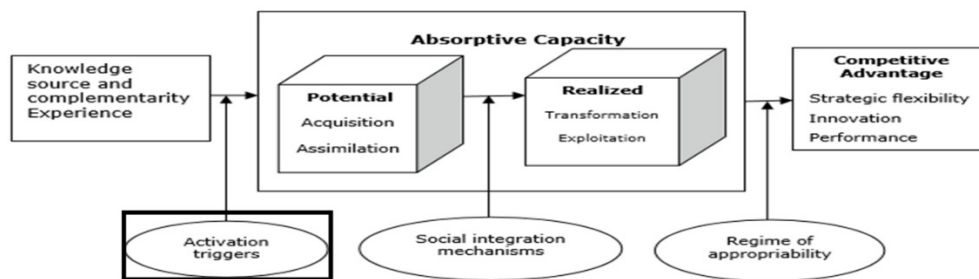 Absorptive Capacity
Knowledge
source and
complementarity
Experience
Potential
Acquisition
Assimilation
Realized
Transformation
Exploitation
Competitive
Advantage
Strategic flexibility
Innovation
Performance
Activation
triggers
Social integration
mechanisms
Regime of
appropriability